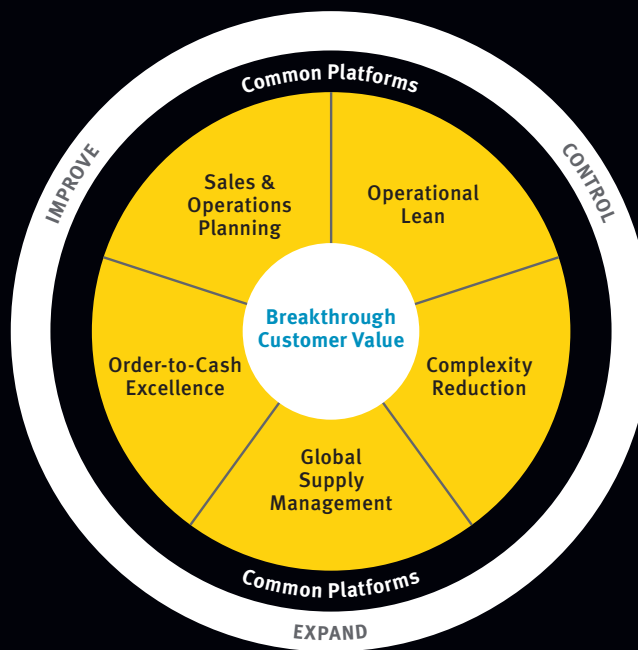 Common Platforms
IMPROVE
CONTROL
Sales &
Operations
Planning
Operational
Lean
Breakthrough
Customer Value
Order-to-Cash
Excellence
Complexity
Reduction
Global
Supply
Management
Common Platforms
EXPAND